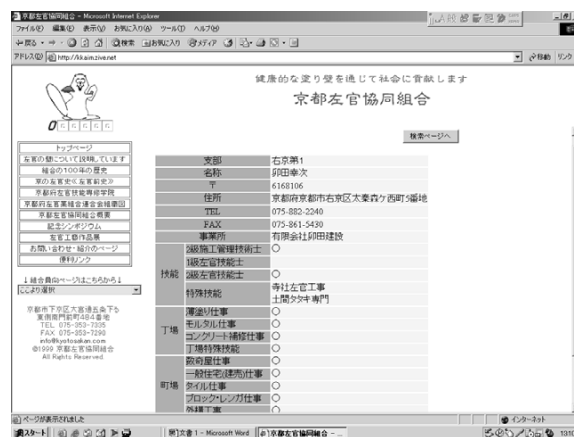 京都左官協同組合 - Microsoft Internet Explorer
ファイル(F) 編集(E) 表示(V) お気に入り(A) ツール(T) ヘルプ(H)
戻る 検索 お気に入り メディア
アドレス(D) http://kk.aim.zive.net 移動 リンク
健康的な塗り壁を通じて社会に貢献します
京都左官協同組合
検索ページへ
トップページ
左官の塾について説明しています
組合の100年の歴史
京の左官史≪左官前史≫
京都府左官技能専修学院
京都府左官業組合連合会組織図
京都左官協同組合概要
記念シンポジウム
左官工事作品展
お問い合わせ・紹介のページ
便利リンク
↓組合員向ページはこちらから↓
ここより選択
京都市下京区大宮通五条下ル
東側南門前町484番地
TEL 075-353-7335
FAX 075-353-7293
info@kyotosakan.com
©1999 京都左官協同組合
All Rights Reserved
支部 右京第1
名称 卯田幸次
〒 6168106
住所 京都府京都市右京区太秦森ケ西町5番地
TEL 075-882-2240
FAX 075-861-5430
事業所 有限会社卯田建設
技能
2級施工管理技術士 ○
1級左官技能士
2級左官技能士 ○
特殊技能 寺社左官工事
土間タタキ専門
丁場
薄塗り仕事 ○
モルタル仕事 ○
コンクリート補修仕事 ○
丁場特殊技能 ○
町場
数奇屋仕事 ○
一般住宅(建売)仕事 ○
タイル仕事 ○
ブロック・レンガ仕事 ○
外構工事 ○
ページが表示されました インターネット
スタート 文書 1 - Microsoft Word 京都左官協同組合 - ... 13:10